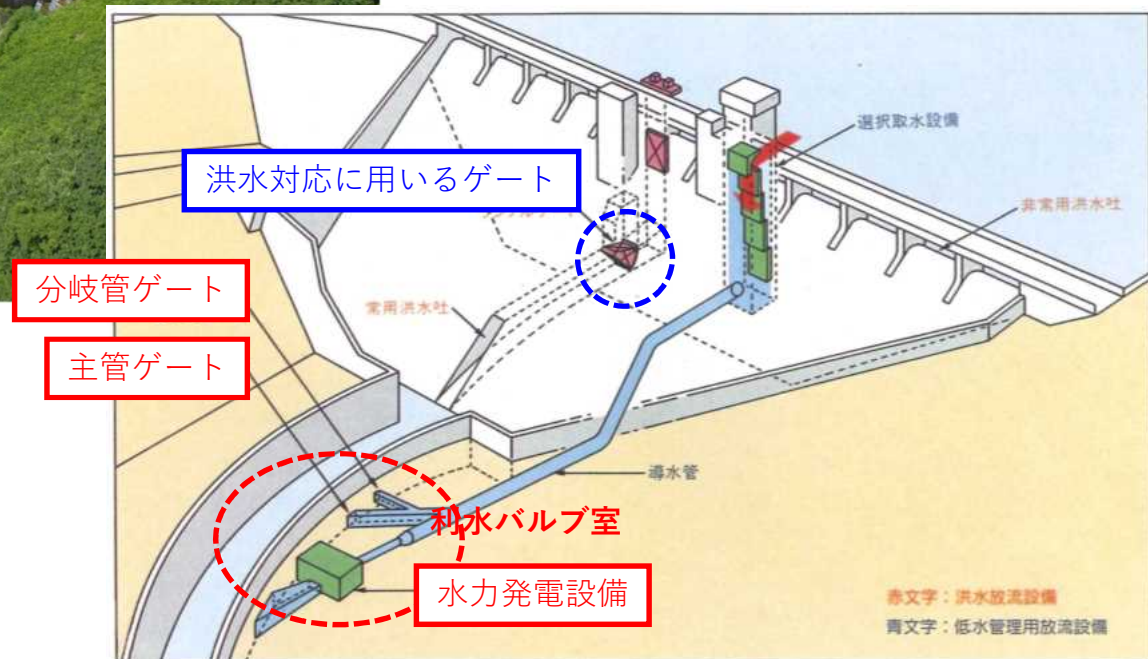 選択取水設備
洪水対応に用いるゲート
非常用洪水吐
分岐管ゲート
常用洪水吐
主管ゲート
導水管
利水バルブ室
水力発電設備
赤文字：洪水放流設備
青文字：低水管理用放流設備